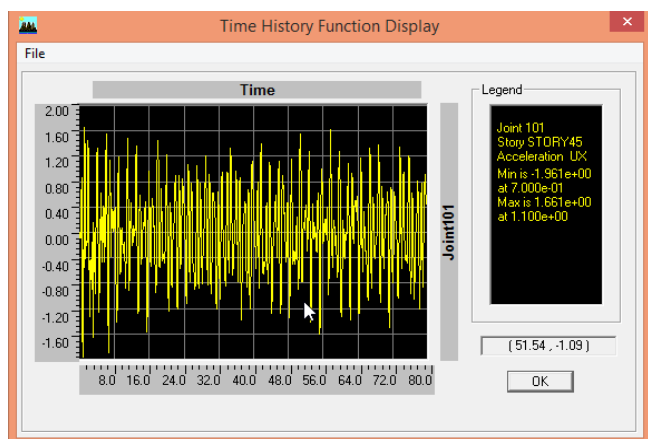 Time History Function Display
×
File
Time
2.00
1.60
1.20
0.80
0.40
0.00
-0.40
-0.80
-1.20
-1.60
8.0 16.0 24.0 32.0 40.0 48.0 56.0 64.0 72.0 80.0
Joint101
Legend
Joint 101
Story STORY45
Acceleration UX
Min is -1.961e+00
at 7.000e-01
Max is 1.661e+00
at 1.100e+00
( 51.54 , -1.09 )
OK